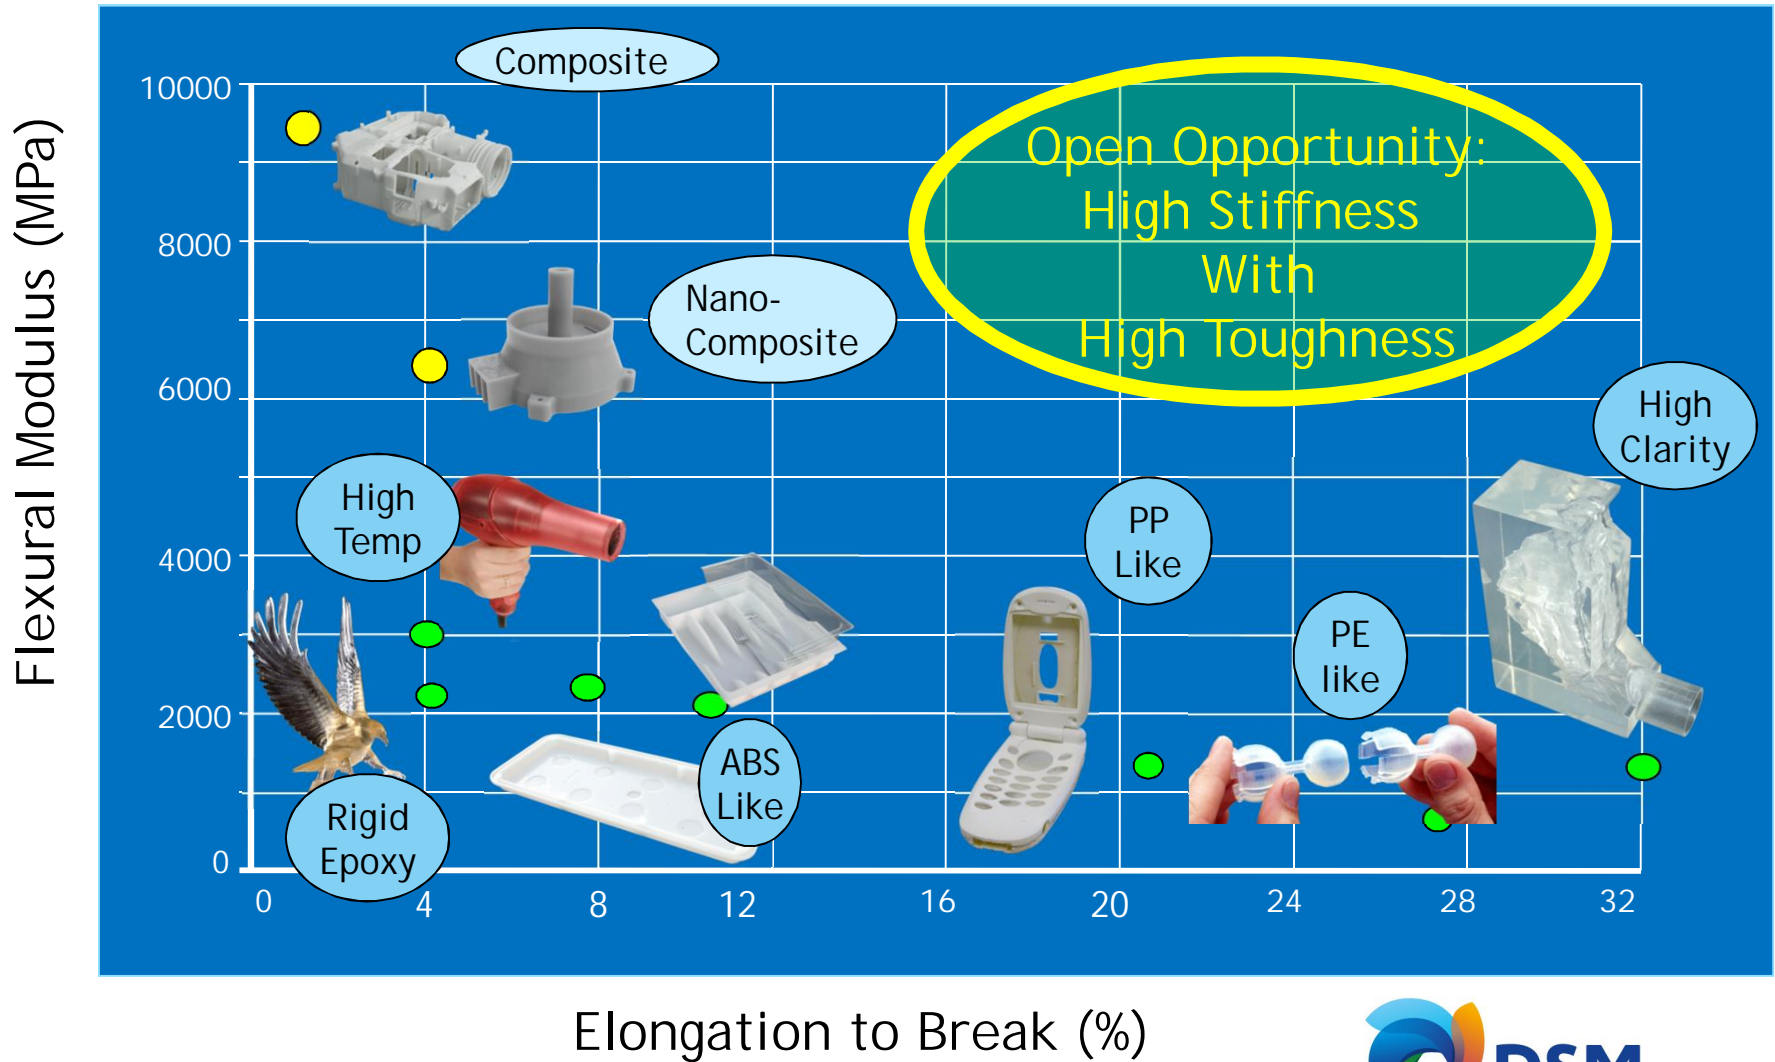 Flexural Modulus (MPa)
10000
8000
6000
4000
2000
0
Composite
Open Opportunity:
High Stiffness
With
High Toughness
Nano-
Composite
High
Clarity
High
Temp
PP
Like
PE
like
ABS
Like
Rigid
Epoxy
0
4
8
12
16
20
24
28
32
Elongation to Break (%)
DSM